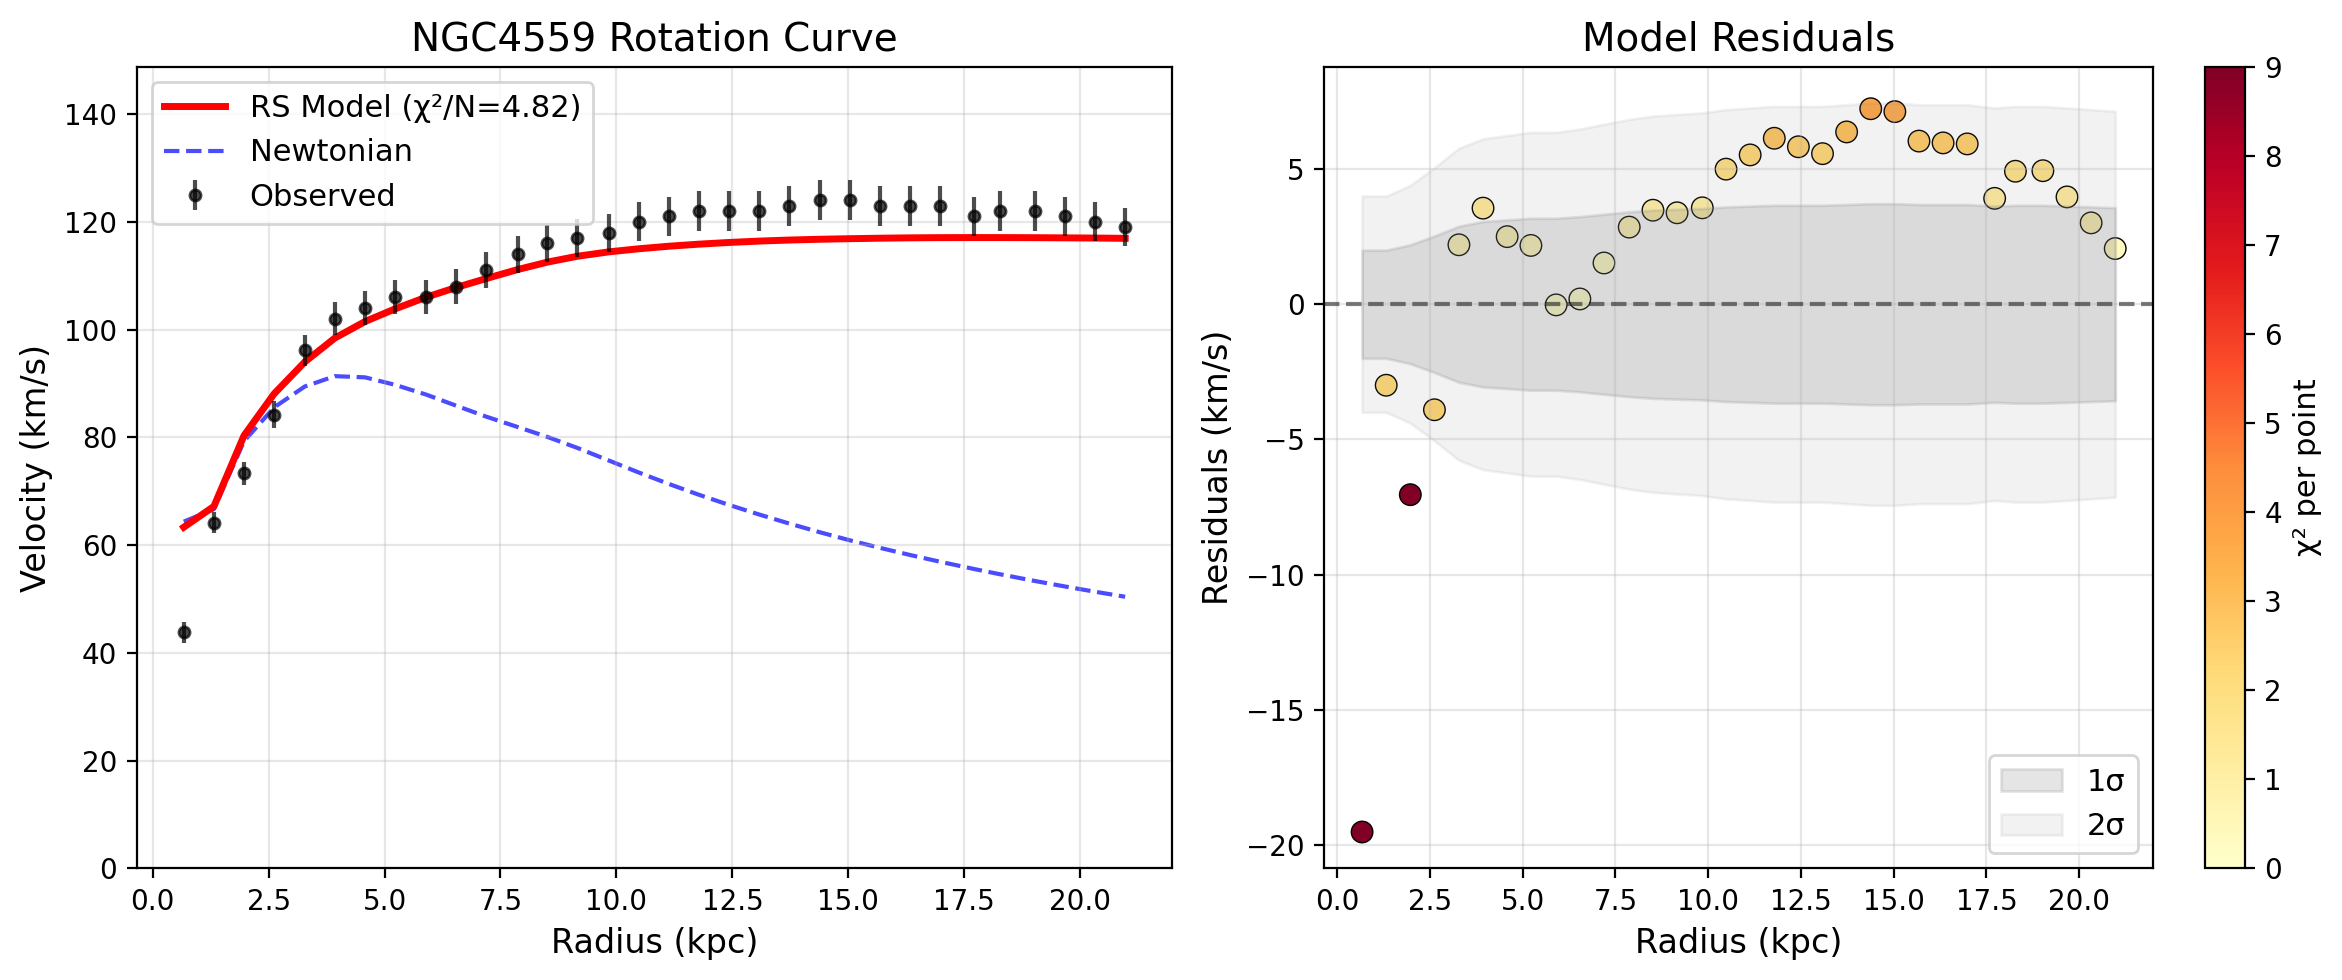 NGC4559 Rotation Curve
RS Model (χ²/N=4.82)
Newtonian
Observed
Velocity (km/s)
140
120
100
80
60
40
20
0
0.0 2.5 5.0 7.5 10.0 12.5 15.0 17.5 20.0
Radius (kpc)
Model Residuals
Residuals (km/s)
5
0
−5
−10
−15
−20
1σ
2σ
0.0 2.5 5.0 7.5 10.0 12.5 15.0 17.5 20.0
Radius (kpc)
9
8
7
6
5
4
3
2
1
0
χ² per point